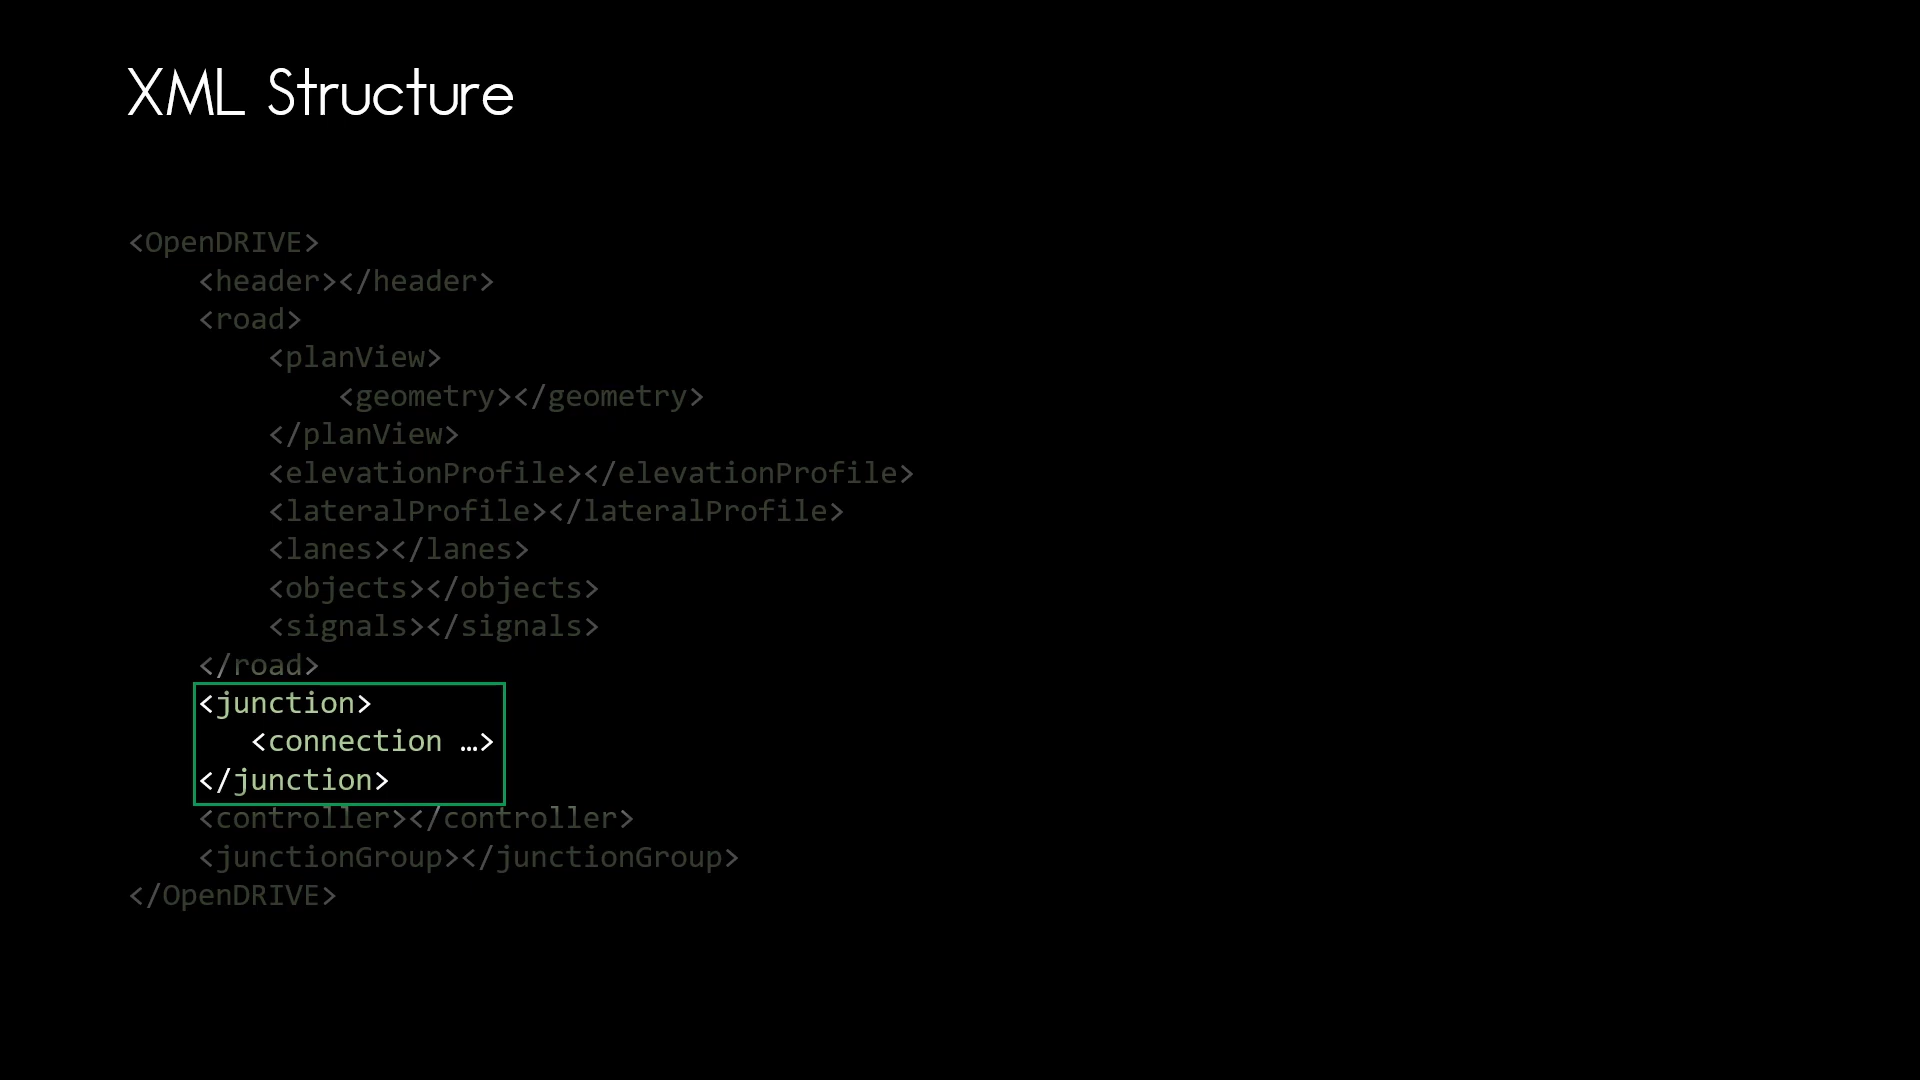 XML Structure
<OpenDRIVE>
<header></header>
<road>
<planView>
<geometry></geometry>
</planView>
<elevationProfile></elevationProfile>
<lateralProfile></lateralProfile>
<lanes></lanes>
<objects></objects>
<signals></signals>
</road>
<junction>
<connection …>
</junction>
<controller></controller>
<junctionGroup></junctionGroup>
</OpenDRIVE>